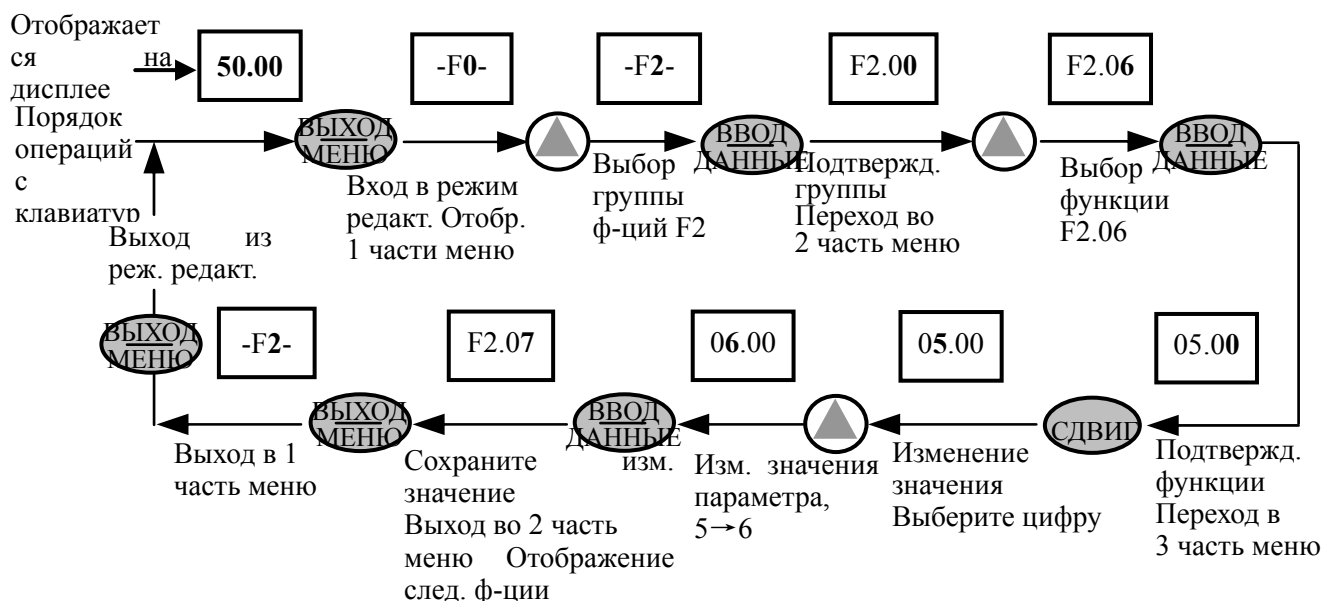 Отображает
ся на
дисплее
50.00
-F0-
-F2-
F2.00
F2.06
Порядок
операций
с
клавиатур
ВЫХОД
МЕНЮ
Вход в режим
редакт. Отобр.
1 части меню
Выбор
группы
ф-ций F2
ВВОД
ДАННЫЕ
Подтвержд.
группы
Переход во
2 часть меню
Выбор
функции
F2.06
ВВОД
ДАННЫЕ
Выход из
реж. редакт.
ВЫХОД
МЕНЮ
-F2-
F2.07
06.00
05.00
05.00
Выход в 1
часть меню
ВЫХОД
МЕНЮ
Сохраните изм.
значение
Выход во 2 часть
меню Отображение
след. ф-ции
ВВОД
ДАННЫЕ
Изм. значения
параметра,
5→6
Изменение
значения
Выберите цифру
СДВИГ
Подтвержд.
функции
Переход в
3 часть меню